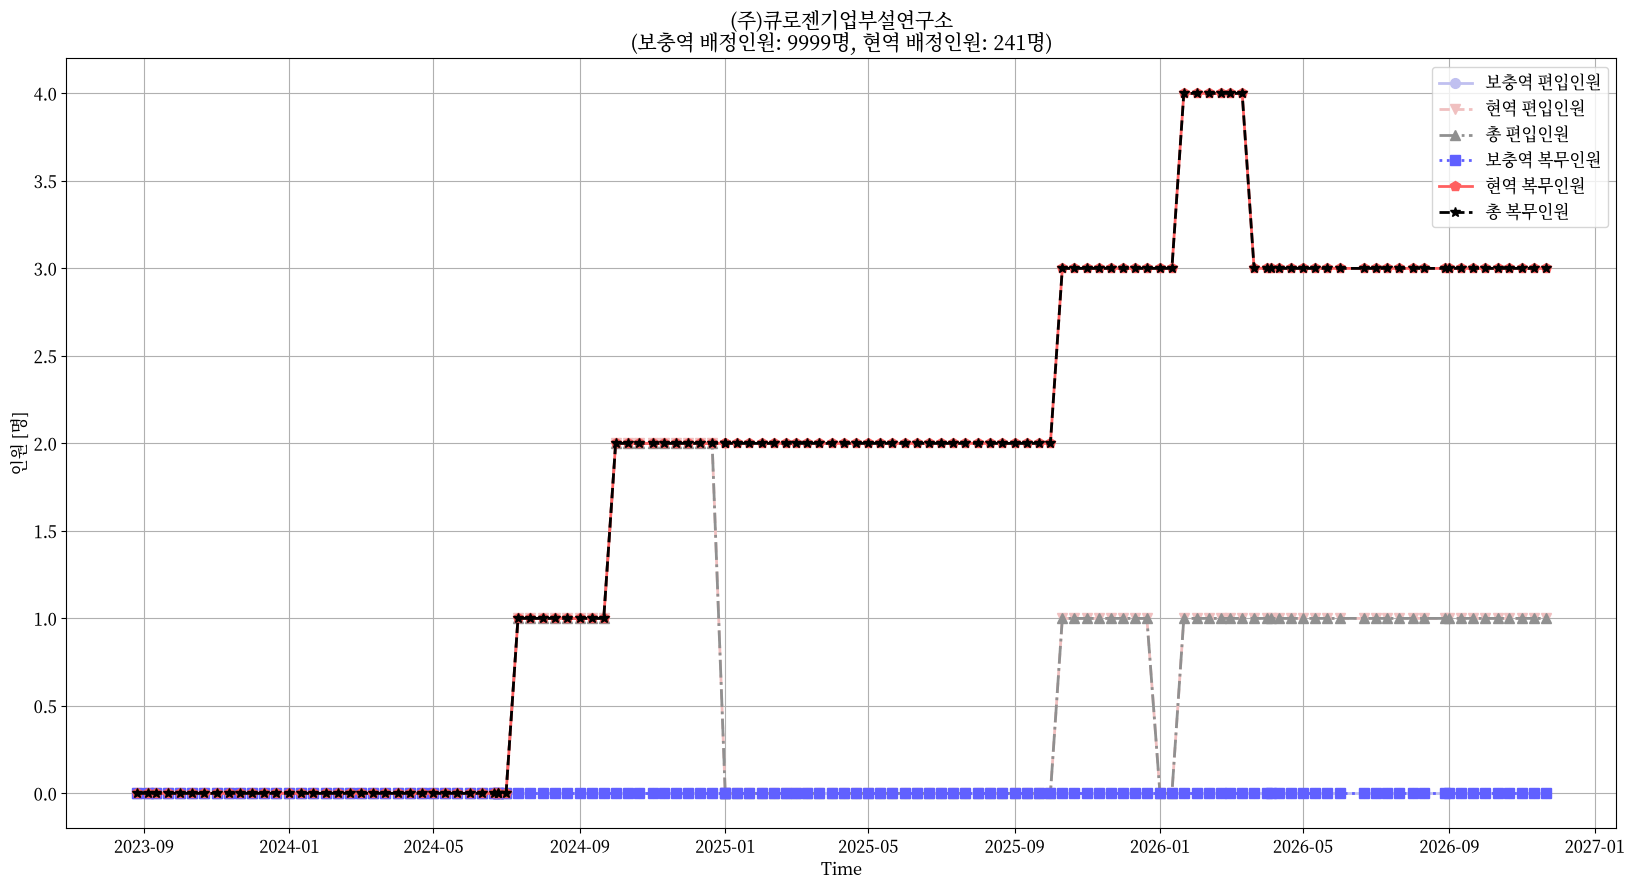 (주)큐로젠기업부설연구소
(보충역 배정인원: 9999명, 현역 배정인원: 241명)
보충역 편입인원
현역 편입인원
총 편입인원
보충역 복무인원
현역 복무인원
총 복무인원
인원 [명]
4.0
3.5
3.0
2.5
2.0
1.5
1.0
0.5
0.0
2023-09
2024-01
2024-05
2024-09
2025-01
2025-05
2025-09
2026-01
2026-05
2026-09
2027-01
Time